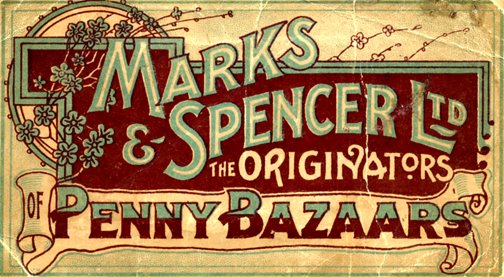 MARKS
& SPENCER LTD
THE ORIGINATORS
OF PENNY BAZAARS